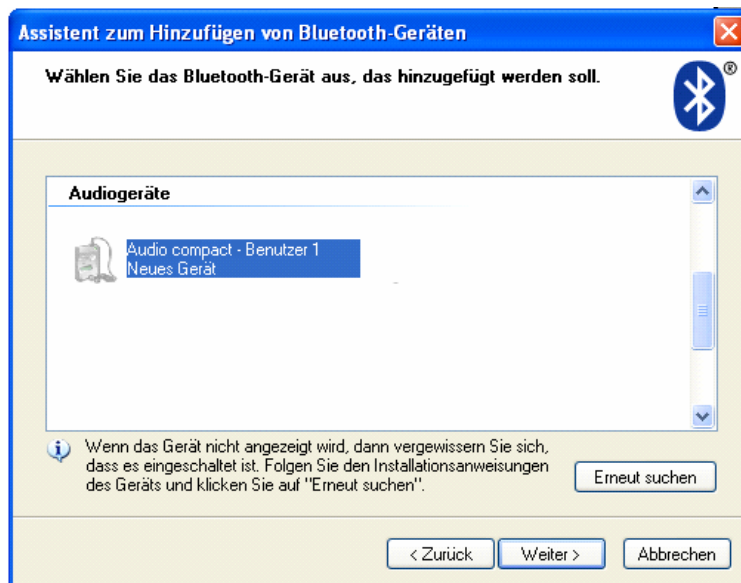 Assistent zum Hinzufügen von Bluetooth-Geräten
Wählen Sie das Bluetooth-Gerät aus, das hinzugefügt werden soll.
®
Audiogeräte
Audio compact - Benutzer 1
Neues Gerät
Wenn das Gerät nicht angezeigt wird, dann vergewissern Sie sich,
dass es eingeschaltet ist. Folgen Sie den Installationsanweisungen
des Geräts und klicken Sie auf "Erneut suchen".
Erneut suchen
< Zurück
Weiter >
Abbrechen